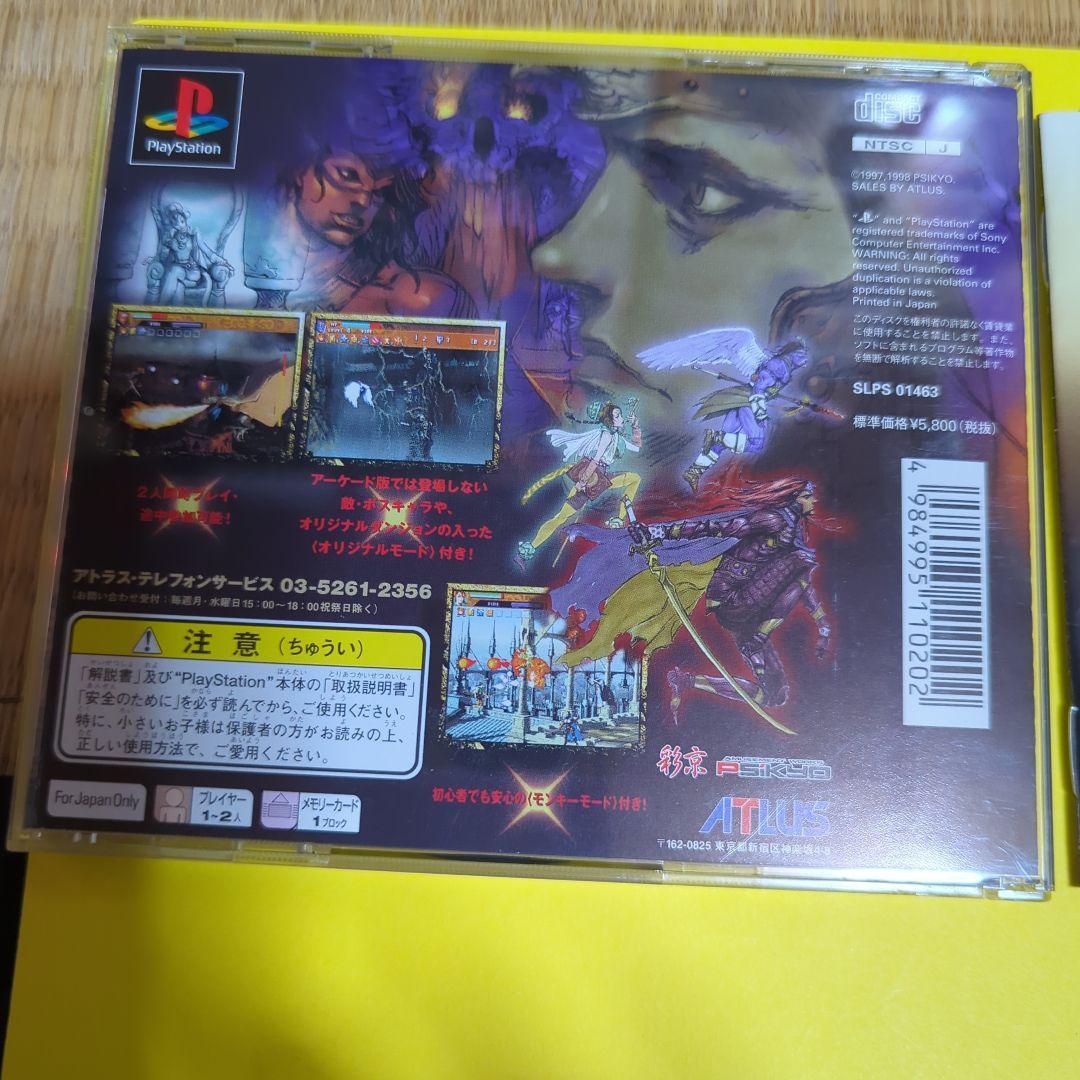 PlayStation
COMPACT
disc
NTSC J
©1997,1998 PSIKYO.
SALES BY ATLUS.
" " and "PlayStation" are
registered trademarks of Sony
Computer Entertainment Inc.
WARNING: All rights
reserved. Unauthorized
duplication is a violation of
applicable laws.
Printed in Japan
このディスクを権利者の許諾なく賃貸業
に使用することを禁止します。また、
ソフトに含まれるプログラム等著作物
を無断で解析することを禁止します。
SLPS 01463
標準価格¥5,800(税抜)
4 984995 110202
2人同時プレイ・
途中参加可能!
アーケード版では登場しない
敵・ボスキャラや、
オリジナルダンジョンの入った
〈オリジナルモード〉付き!
アトラス・テレフォンサービス 03-5261-2356
(お問い合わせ受付:毎週月・水曜日15:00〜18:00祝祭日除く)
注意(ちゅうい)
「解説書」及び"PlayStation"本体の「取扱説明書」
「安全のために」を必ず読んでから、ご使用ください。
特に、小さいお子様は保護者の方がお読みの上、
正しい使用方法で、ご愛用ください。
For Japan Only
プレイヤー
1~2人
メモリーカード
1ブロック
初心者でも安心の〈モンキーモード〉付き!
彩京 PSIKYO
ATLUS
〒162-0825 東京都新宿区神楽坂4-8